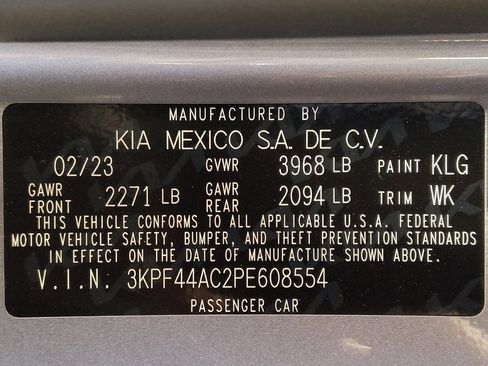 MANUFACTURED BY
KIA MEXICO S.A. DE C.V.
02/23 GVWR 3968 LB PAINT KLG
GAWR FRONT 2271 LB GAWR REAR 2094 LB TRIM WK
THIS VEHICLE CONFORMS TO ALL APPLICABLE U.S.A. FEDERAL
MOTOR VEHICLE SAFETY, BUMPER, AND THEFT PREVENTION STANDARDS
IN EFFECT ON THE DATE OF MANUFACTURE SHOWN ABOVE.
V.I.N. 3KPF44AC2PE608554
PASSENGER CAR